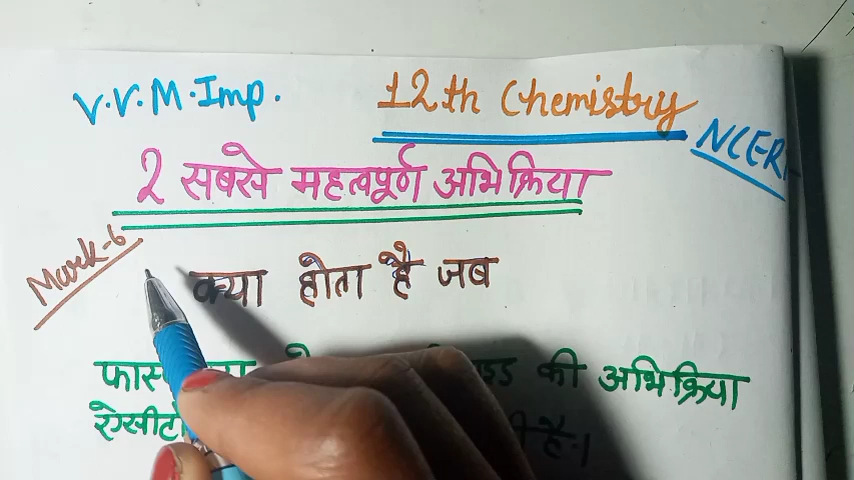 V.V.M.Imp.
12th Chemistry
NCER
2 सबसे महत्वपूर्ण अभिक्रिया
Mark-6
क्या होता है जब
की अभिक्रिया
है।